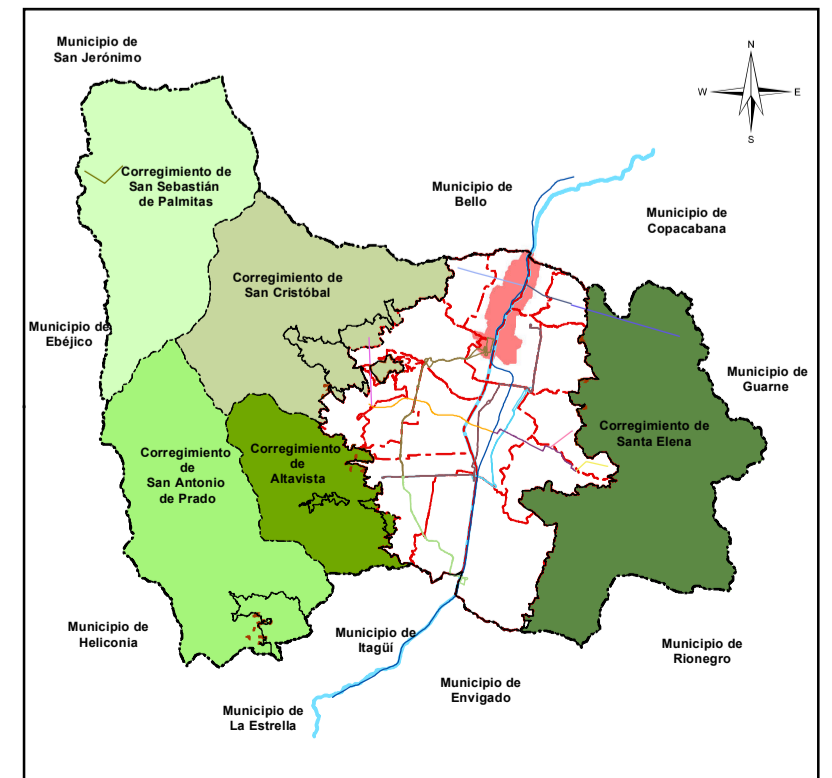 Municipio de
San Jerónimo
N
W
E
S
Corregimiento de
San Sebastián
de Palmitas
Municipio de
Bello
Municipio de
Copacabana
Corregimiento de
San Cristóbal
Municipio de
Ebéjico
Municipio de
Guarne
Corregimiento de
Santa Elena
Corregimiento
de
San Antonio
de Prado
Corregimiento
de
Altavista
Municipio de
Heliconia
Municipio de
Itagüí
Municipio de
Rionegro
Municipio de
Envigado
Municipio de
La Estrella